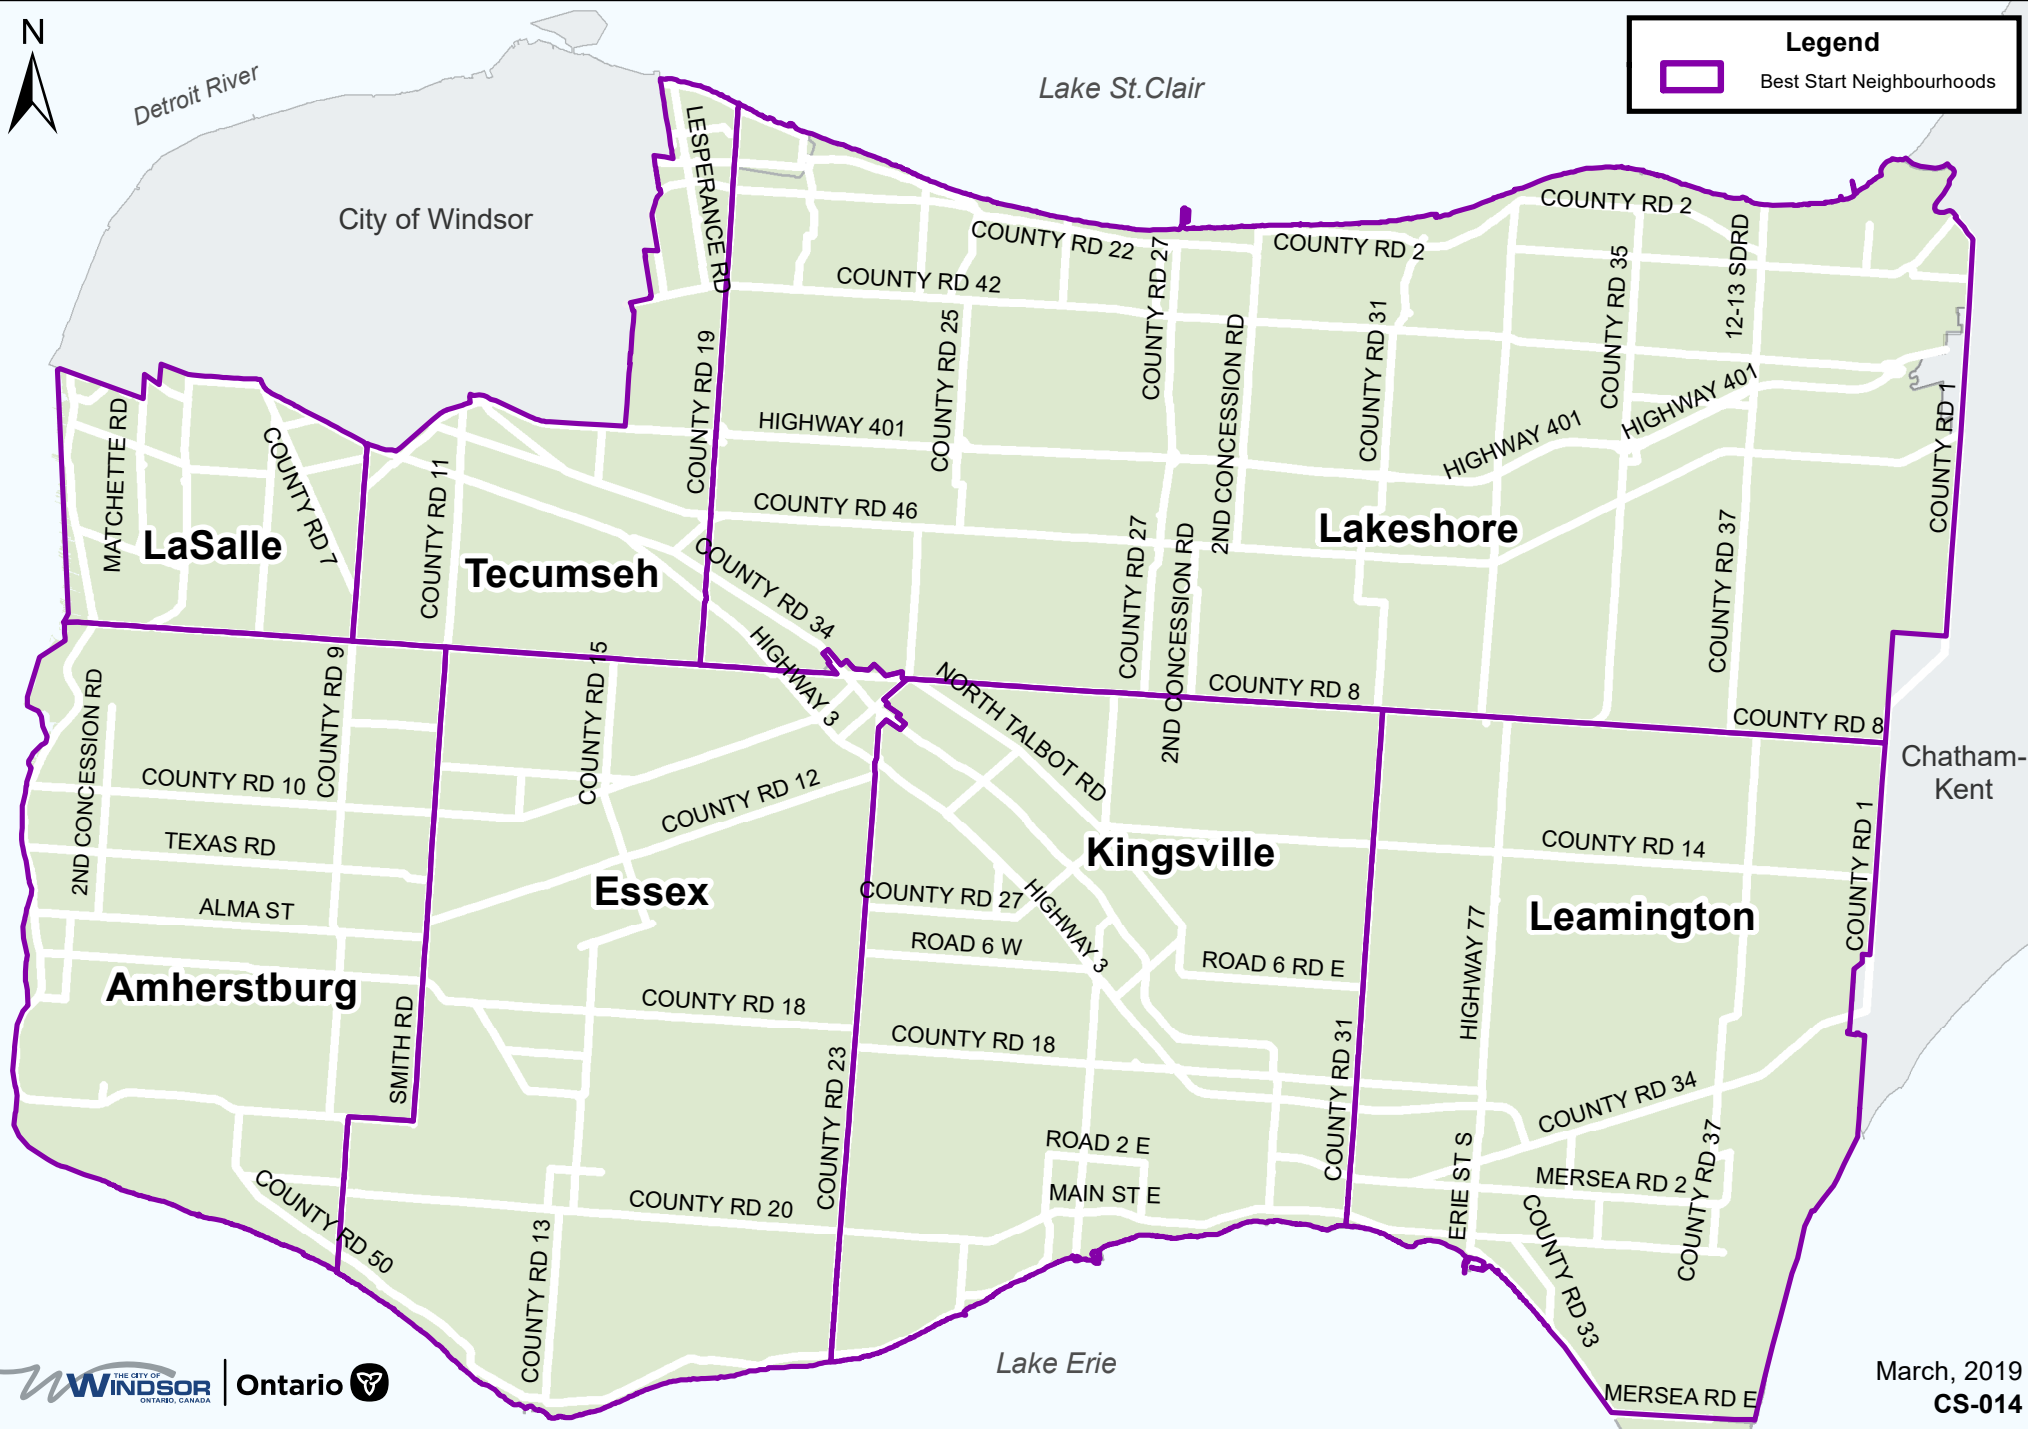 N
Detroit River
Lake St.Clair
Legend
Best Start Neighbourhoods
City of Windsor
LESPERANCE RD
COUNTY RD 22
COUNTY RD 27
COUNTY RD 2
COUNTY RD 2
COUNTY RD 35
12-13 SDRD
COUNTY RD 42
COUNTY RD 25
2ND CONCESSION RD
COUNTY RD 31
COUNTY RD 19
HIGHWAY 401
HIGHWAY 401
HIGHWAY 401
COUNTY RD 1
MATCHETTE RD
COUNTY RD 7
COUNTY RD 11
COUNTY RD 46
LaSalle
Tecumseh
Lakeshore
COUNTY RD 34
COUNTY RD 27
2ND CONCESSION RD
COUNTY RD 37
HIGHWAY 3
COUNTY RD 15
COUNTY RD 9
2ND CONCESSION RD
NORTH TALBOT RD
COUNTY RD 8
COUNTY RD 8
Chatham-
Kent
COUNTY RD 10
COUNTY RD 12
TEXAS RD
COUNTY RD 14
COUNTY RD 1
Kingsville
Essex
ALMA ST
COUNTY RD 27
HIGHWAY 3
Leamington
HIGHWAY 77
ROAD 6 W
ROAD 6 RD E
Amherstburg
SMITH RD
COUNTY RD 18
COUNTY RD 18
COUNTY RD 23
COUNTY RD 31
COUNTY RD 34
ROAD 2 E
MAIN ST E
ERIE ST S
MERSEA RD 2
COUNTY RD 37
COUNTY RD 50
COUNTY RD 20
COUNTY RD 13
COUNTY RD 33
Lake Erie
MERSEA RD E
THE CITY OF
WINDSOR
ONTARIO, CANADA
Ontario
March, 2019
CS-014